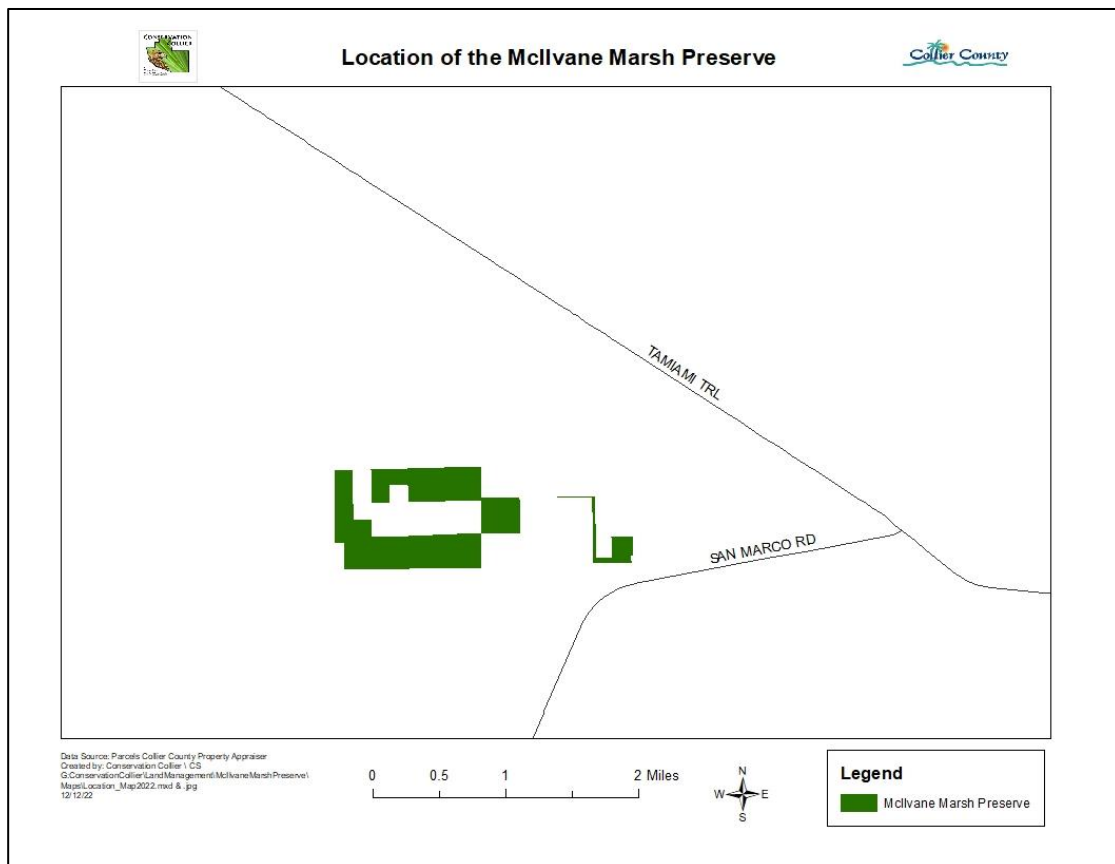 CONSERVATION
COLLIER
Location of the McIlvane Marsh Preserve
Collier County
TAMIAMI TRL
SAN MARCO RD
Data Source: Parcels Collier County Property Appraiser
Created by: Conservation Collier \ CS
G:ConservationCollier\LandManagement\McIlvaneMarshPreserve\
Maps\Location_Map2022.mxd & .jpg
12/12/22
0 0.5 1 2 Miles
N
W E
S
Legend
McIlvane Marsh Preserve